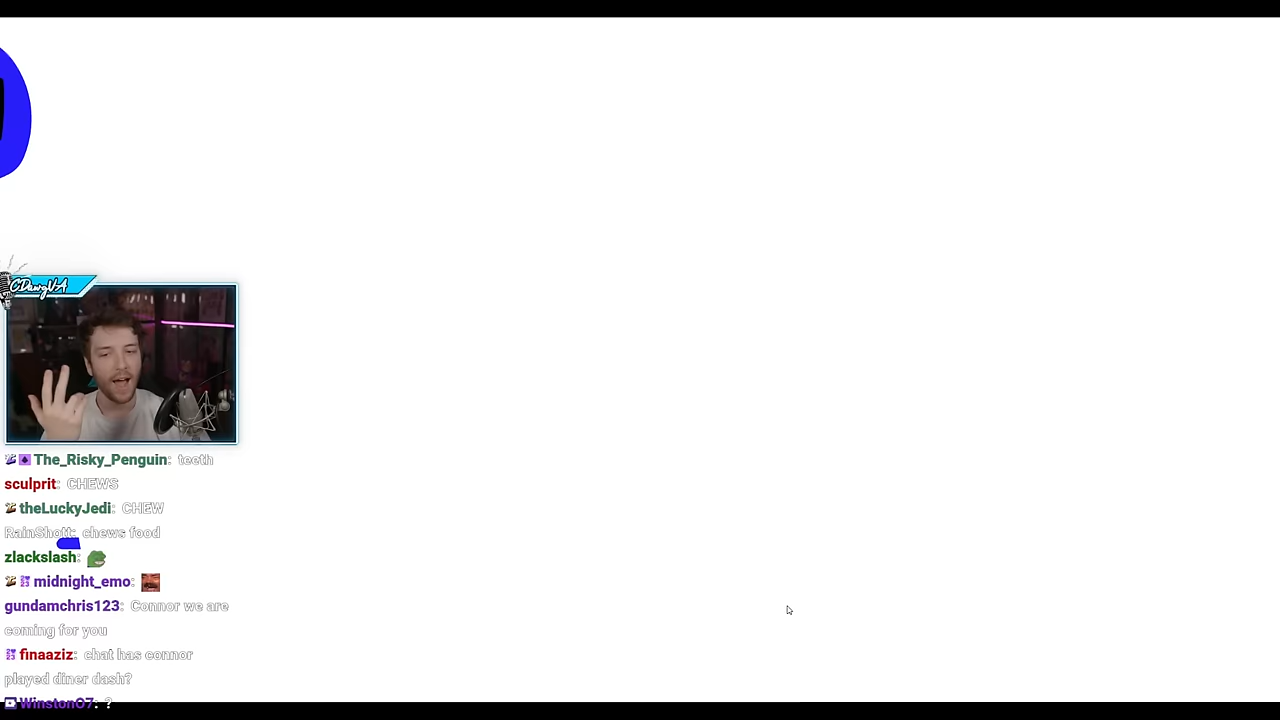 CDawgVA
The_Risky_Penguin: teeth
sculprit: CHEWS
theLuckyJedi: CHEW
RainShott: chews food
zlackslash:
midnight_emo:
gundamchris123: Connor we are
coming for you
finaaziz: chat has connor
played diner dash?
WinstonO7: ?